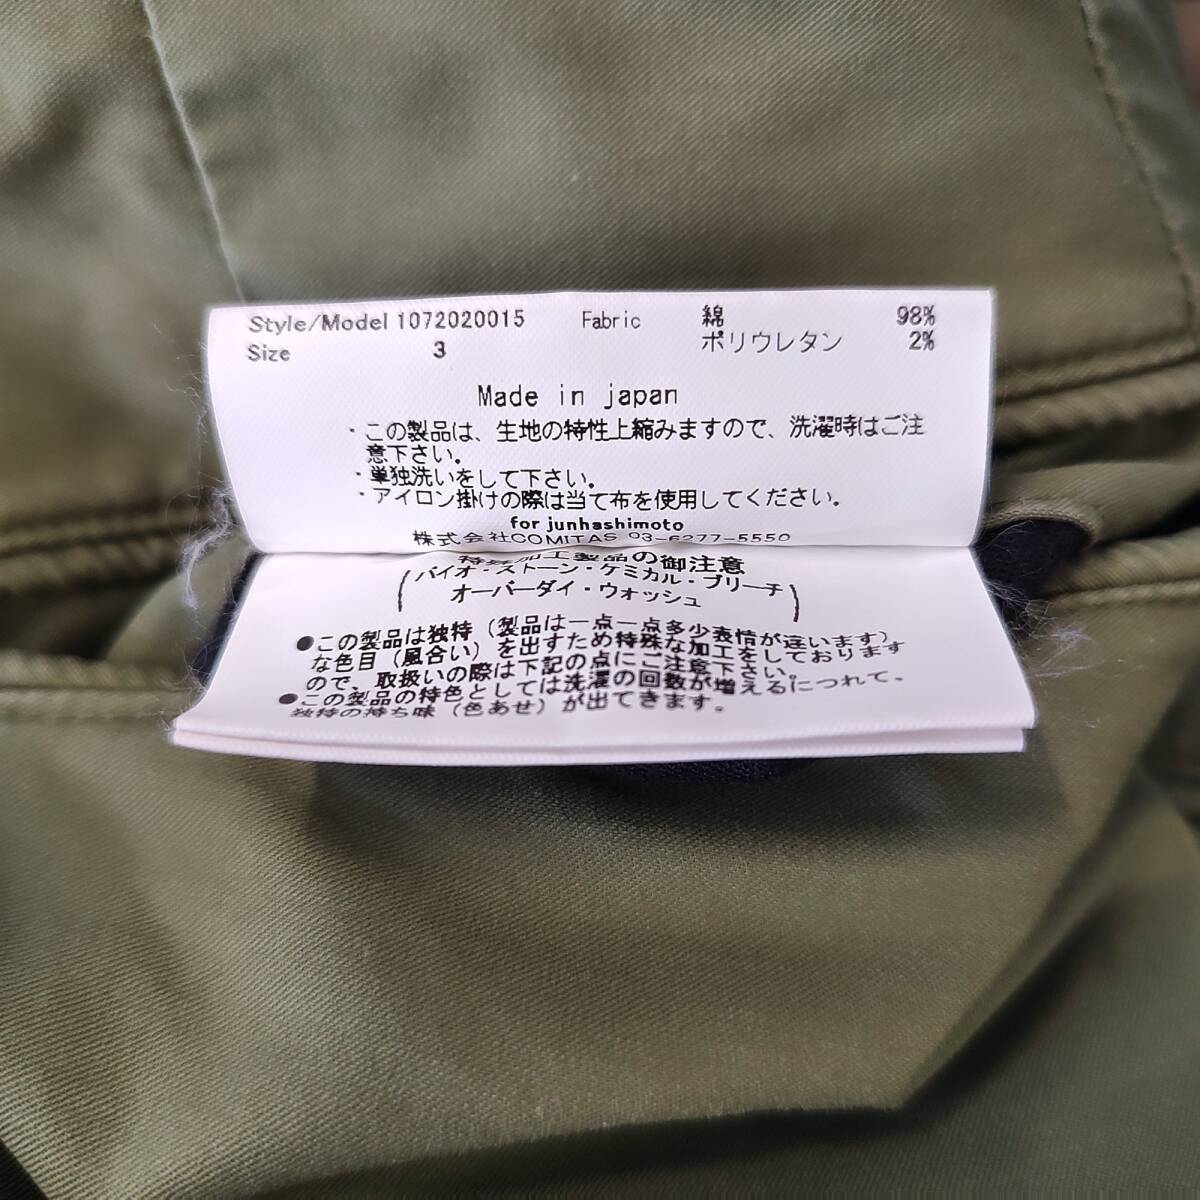 Style/Model 1072020015 Fabric 綿 98%
Size 3 ポリウレタン 2%
Made in japan
・この製品は、生地の特性上縮みますので、洗濯時はご注
意下さい。
・単独洗いをして下さい。
・アイロン掛けの際は当て布を使用してください。
for junhashimoto
株式会社COMITAS 03-6277-5550
特殊加工製品の御注意
(バイオ・ストーン・ケミカル・ブリーチ
オーバーダイ・ウォッシュ)
●この製品は独特(製品は一点一点多少表情が違います)
な色目(風合い)を出すため特殊な加工をしております
ので、取扱いの際は下記の点にご注意下さい。
●この製品の特色としては洗濯の回数が増えるにつれて、
独特の持ち味(色あせ)が出てきます。